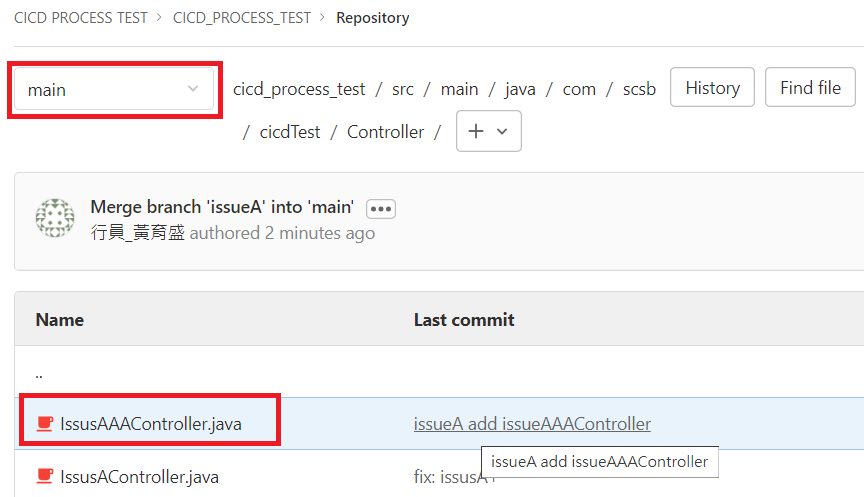 CICD PROCESS TEST > CICD_PROCESS_TEST > Repository
main
cicd_process_test / src / main / java / com / scsb
History
Find file
/ cicdTest / Controller /
Merge branch 'issueA' into 'main'
行員_黃育盛 authored 2 minutes ago
Name Last commit
..
IssusAAAController.java issueA add issueAAAController
issueA add issueAAAController
IssusAController.java fix: issusA